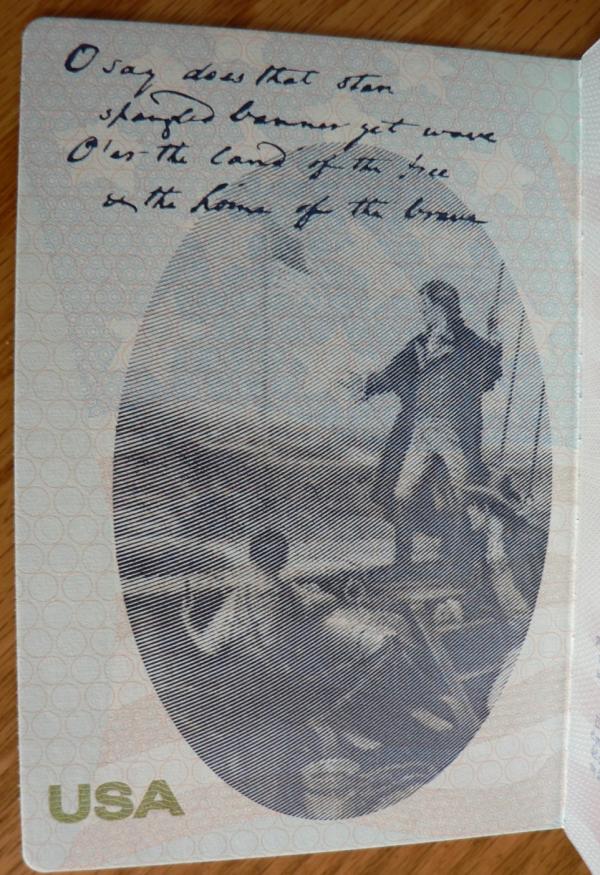 O say does that star
spangled banner yet wave
O'er the land of the free
& the home of the brave
USA